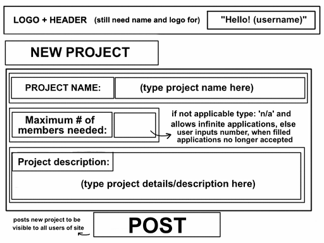 LOGO + HEADER (still need name and logo for) "Hello! (username)"
NEW PROJECT
PROJECT NAME: (type project name here)
Maximum # of
members needed:
if not applicable type: 'n/a' and
allows infinite applications, else
user inputs number, when filled
applications no longer accepted
Project description:
(type project details/description here)
posts new project to be
visible to all users of site
POST